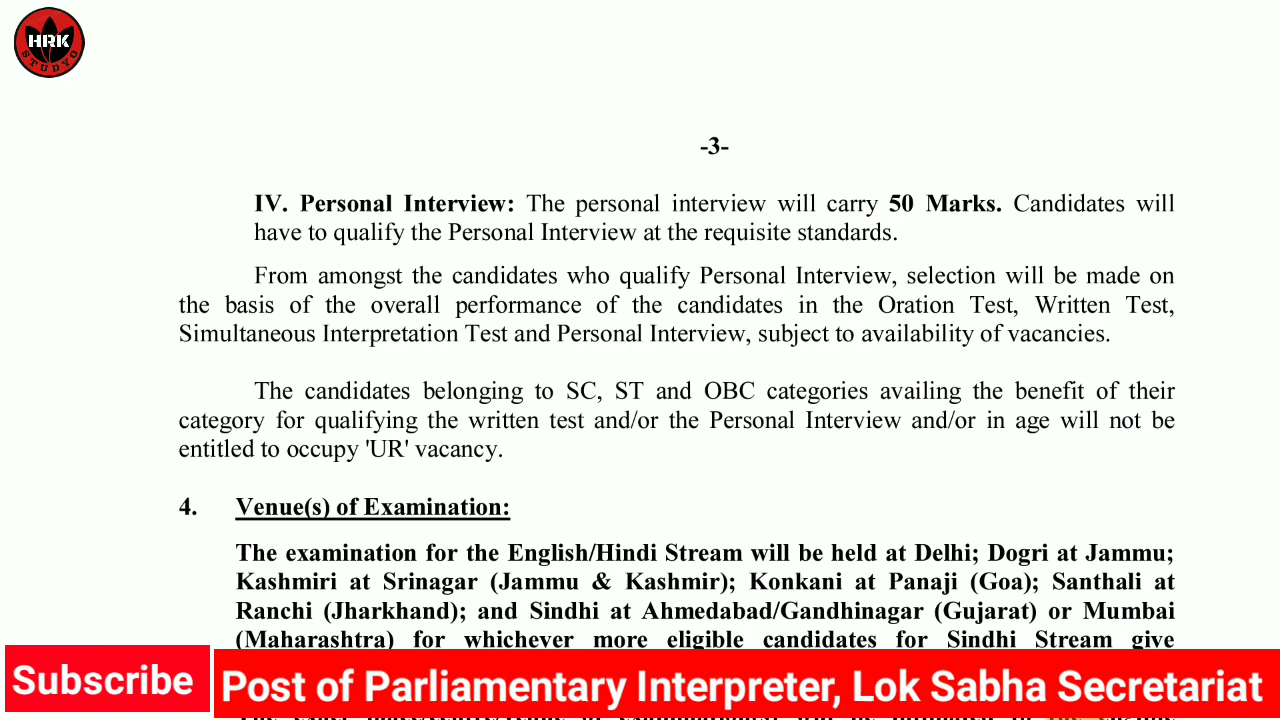 HRK
STUDYO
-3-
IV. Personal Interview: The personal interview will carry 50 Marks. Candidates will
have to qualify the Personal Interview at the requisite standards.
From amongst the candidates who qualify Personal Interview, selection will be made on
the basis of the overall performance of the candidates in the Oration Test, Written Test,
Simultaneous Interpretation Test and Personal Interview, subject to availability of vacancies.
The candidates belonging to SC, ST and OBC categories availing the benefit of their
category for qualifying the written test and/or the Personal Interview and/or in age will not be
entitled to occupy 'UR' vacancy.
4. Venue(s) of Examination:
The examination for the English/Hindi Stream will be held at Delhi; Dogri at Jammu;
Kashmiri at Srinagar (Jammu & Kashmir); Konkani at Panaji (Goa); Santhali at
Ranchi (Jharkhand); and Sindhi at Ahmedabad/Gandhinagar (Gujarat) or Mumbai
(Maharashtra) for whichever more eligible candidates for Sindhi Stream give
Subscribe
Post of Parliamentary Interpreter, Lok Sabha Secretariat